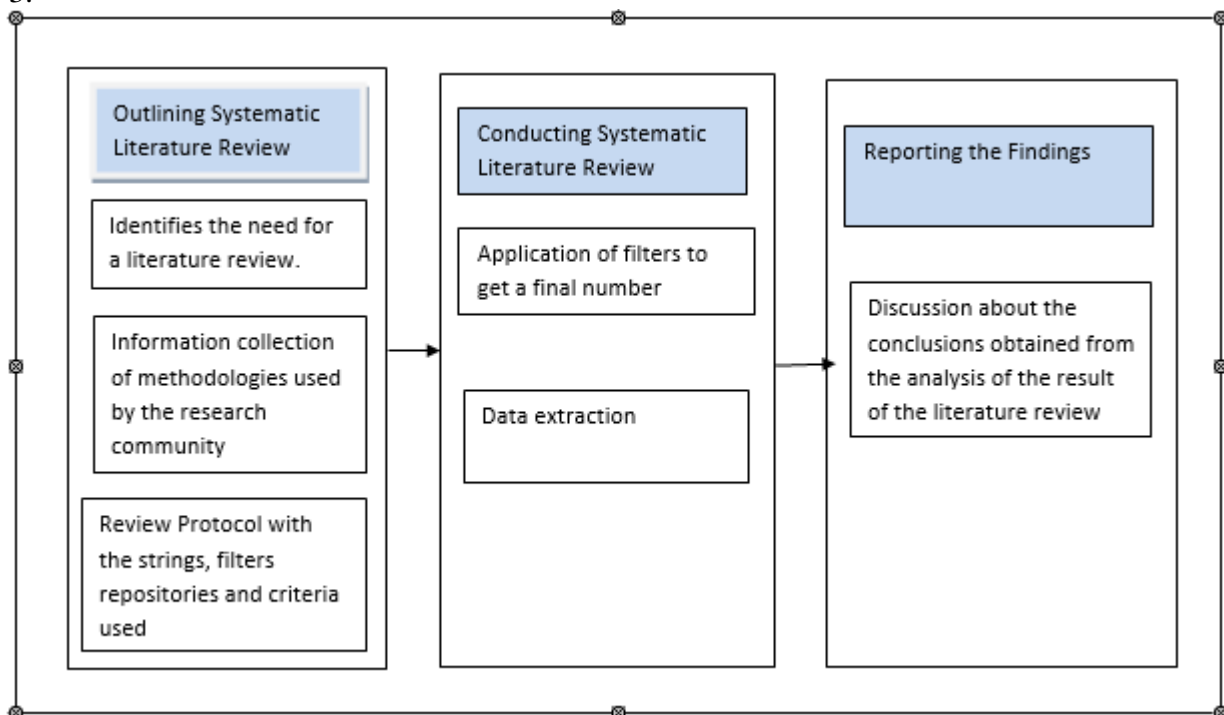 Outlining Systematic
Literature Review
Identifies the need for
a literature review.
Information collection
of methodologies used
by the research
community
Review Protocol with
the strings, filters
repositories and criteria
used
Conducting Systematic
Literature Review
Application of filters to
get a final number
Data extraction
Reporting the Findings
Discussion about the
conclusions obtained from
the analysis of the result
of the literature review